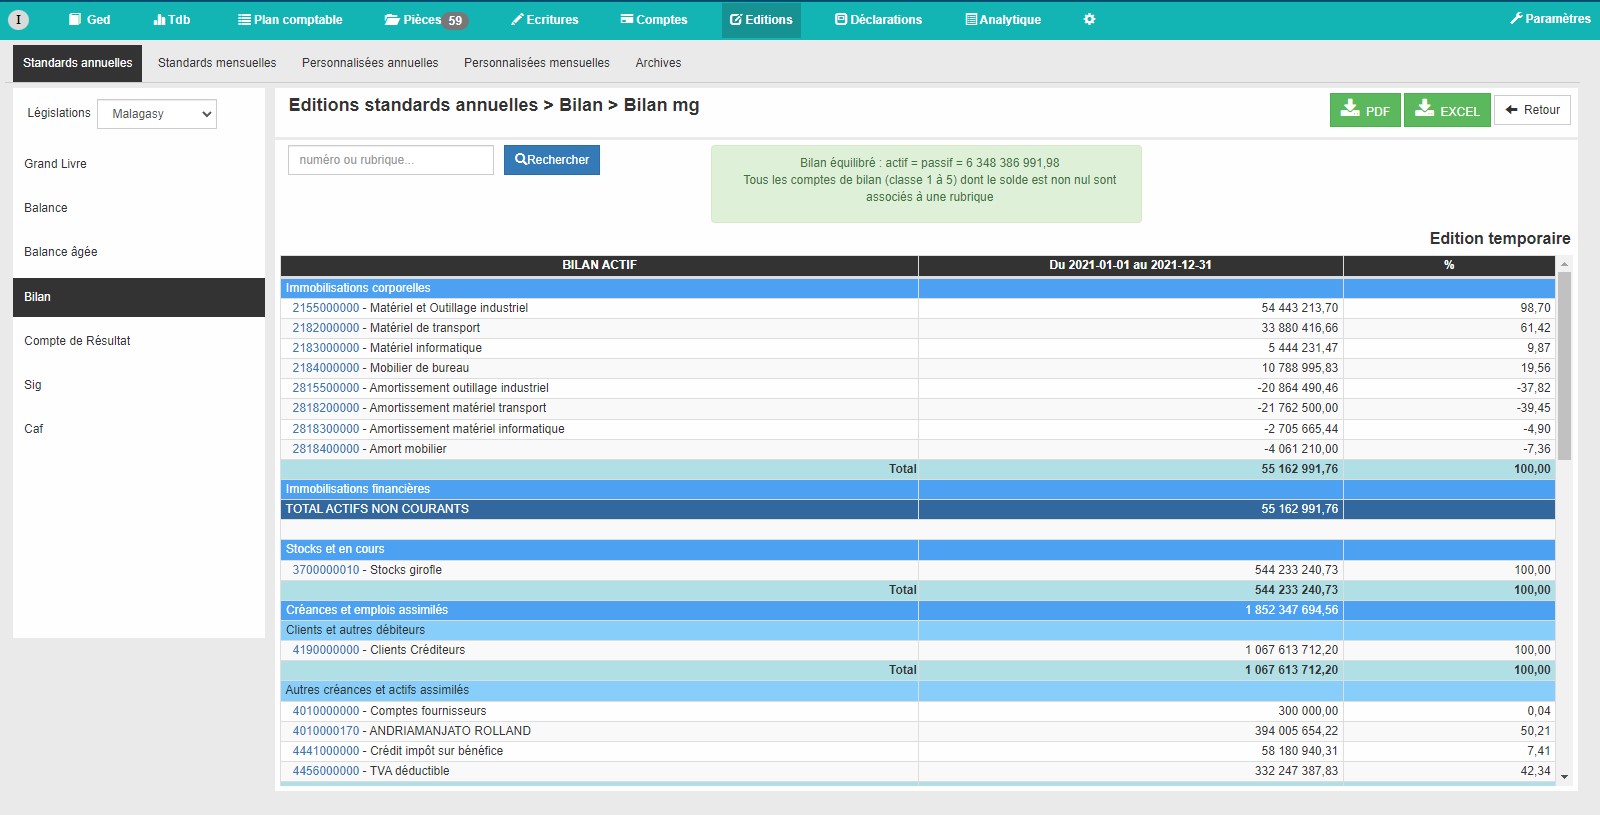 I Ged Tdb Plan comptable Pièces 59 Ecritures Comptes Editions Déclarations Analytique Paramètres
Standards annuelles Standards mensuelles Personnalisées annuelles Personnalisées mensuelles Archives
Législations Malagasy
Grand Livre
Balance
Balance âgée
Bilan
Compte de Résultat
Sig
Caf
Editions standards annuelles > Bilan > Bilan mg
PDF EXCEL Retour
numéro ou rubrique... Rechercher
Bilan équilibré : actif = passif = 6 348 386 991,98
Tous les comptes de bilan (classe 1 à 5) dont le solde est non nul sont
associés à une rubrique
Edition temporaire
BILAN ACTIF Du 2021-01-01 au 2021-12-31 %
Immobilisations corporelles
2155000000 - Matériel et Outillage industriel 54 443 213,70 98,70
2182000000 - Matériel de transport 33 880 416,66 61,42
2183000000 - Matériel informatique 5 444 231,47 9,87
2184000000 - Mobilier de bureau 10 788 995,83 19,56
2815500000 - Amortissement outillage industriel -20 864 490,46 -37,82
2818200000 - Amortissement matériel transport -21 762 500,00 -39,45
2818300000 - Amortissement matériel informatique -2 705 665,44 -4,90
2818400000 - Amort mobilier -4 061 210,00 -7,36
Total 55 162 991,76 100,00
Immobilisations financières
TOTAL ACTIFS NON COURANTS 55 162 991,76
Stocks et en cours
3700000010 - Stocks girofle 544 233 240,73 100,00
Total 544 233 240,73 100,00
Créances et emplois assimilés 1 852 347 694,56
Clients et autres débiteurs
4190000000 - Clients Créditeurs 1 067 613 712,20 100,00
Total 1 067 613 712,20 100,00
Autres créances et actifs assimilés
4010000000 - Comptes fournisseurs 300 000,00 0,04
4010000170 - ANDRIAMANJATO ROLLAND 394 005 654,22 50,21
4441000000 - Crédit impôt sur bénéfice 58 180 940,31 7,41
4456000000 - TVA déductible 332 247 387,83 42,34